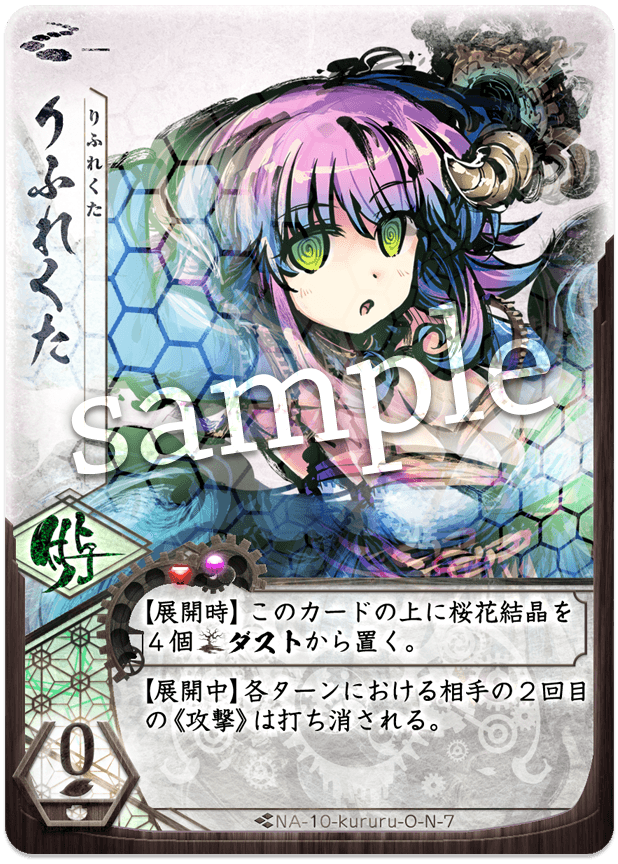 りふれくた
りふれくた
sample
付与
【展開時】このカードの上に桜花結晶を
４個ダストから置く。
【展開中】各ターンにおける相手の２回目
の《攻撃》は打ち消される。
0
NA-10-kururu-O-N-7